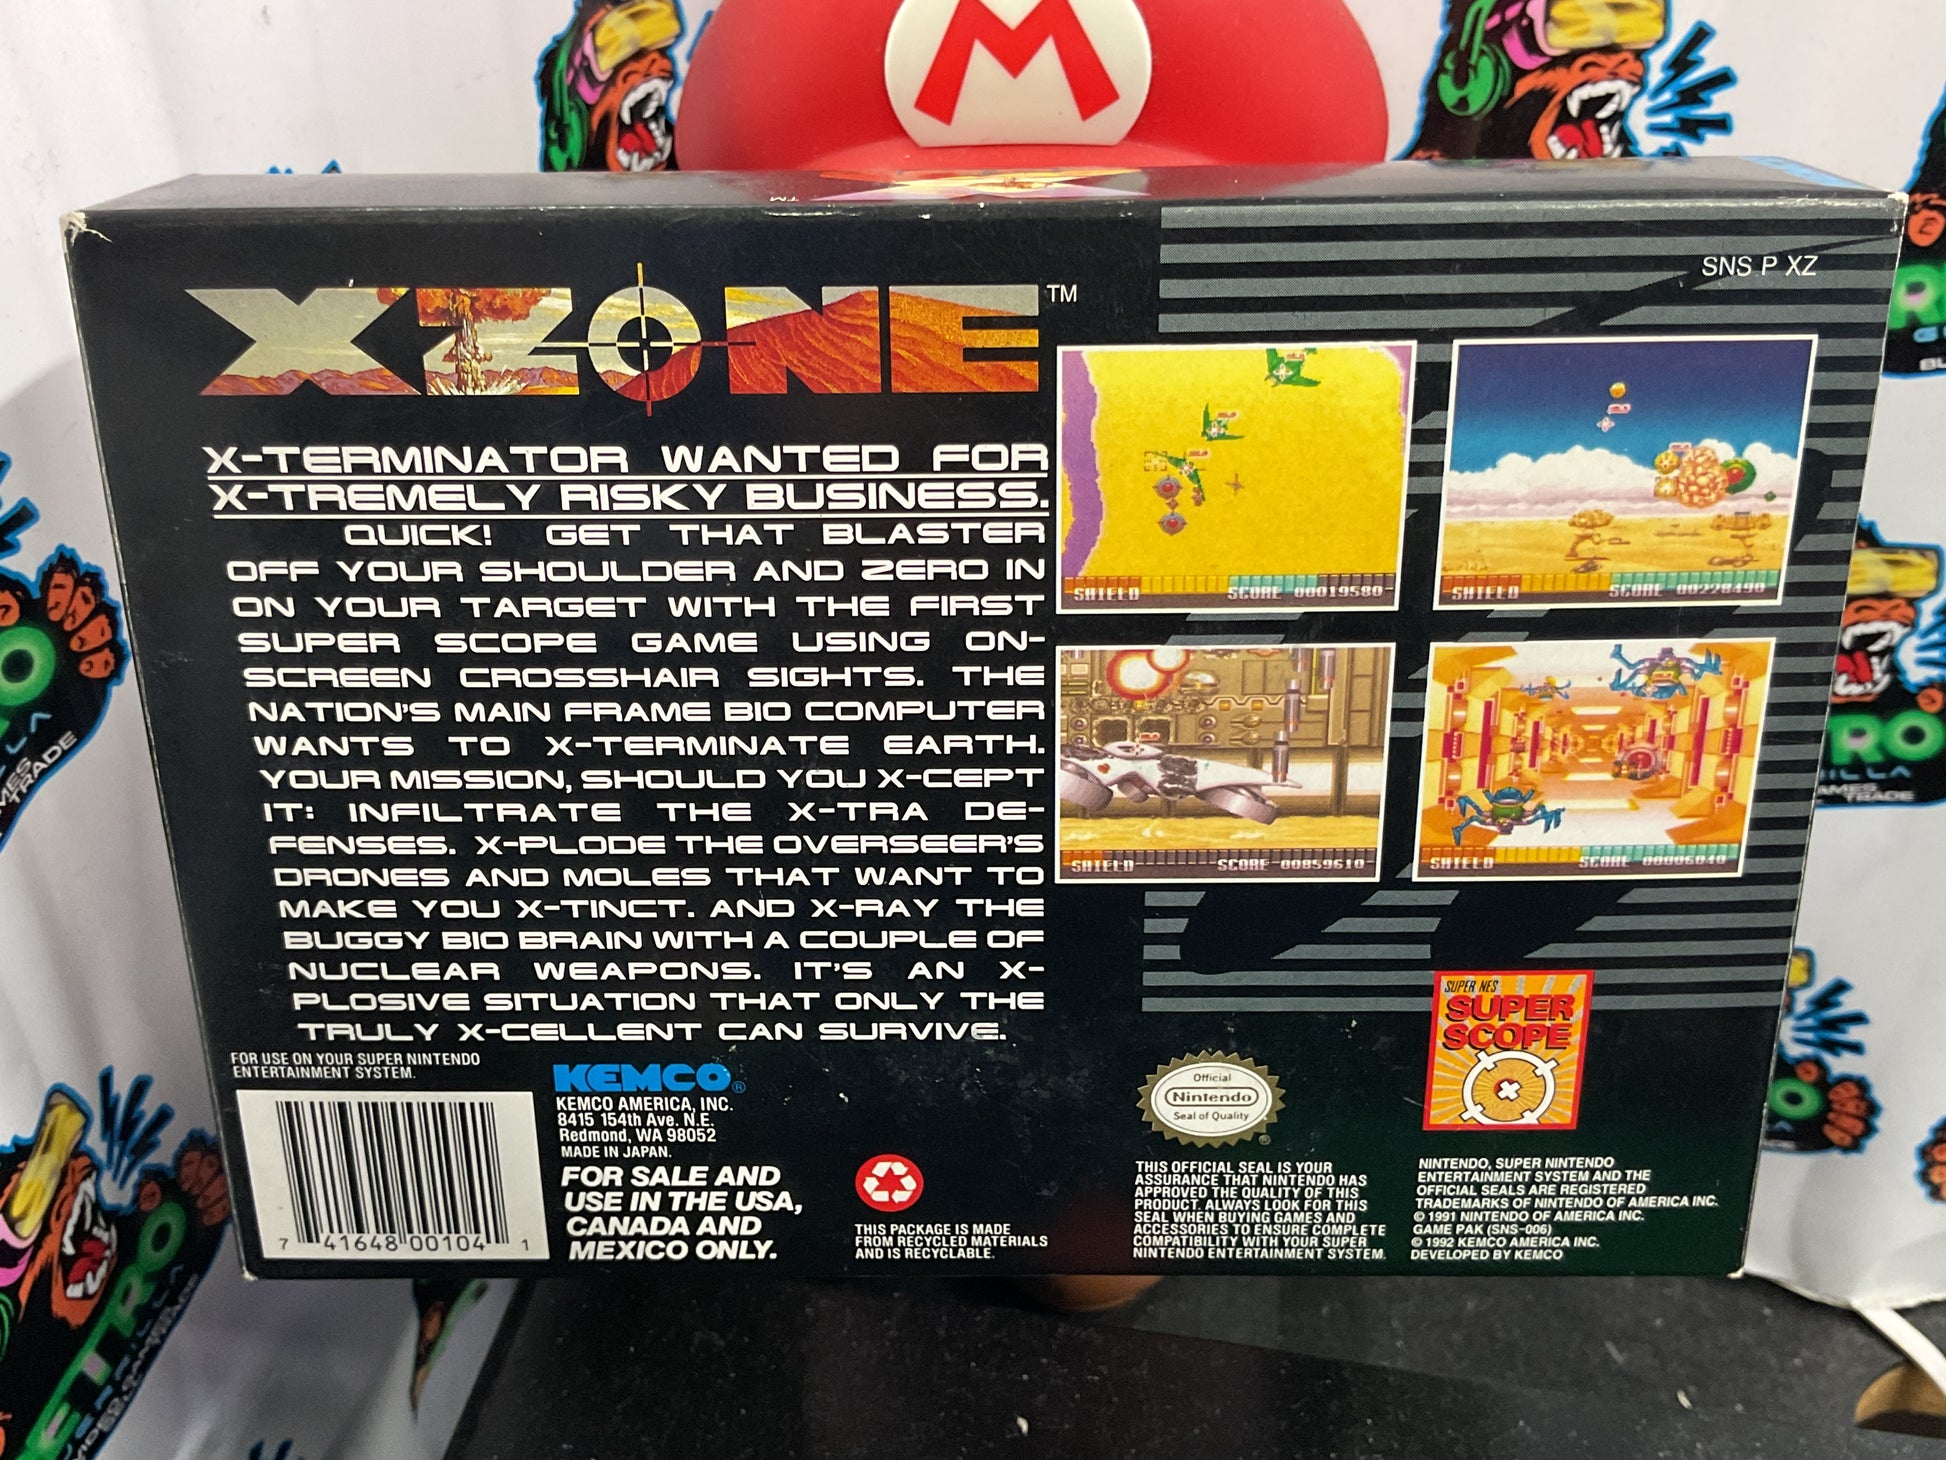 M
SNS P XZ
XZONE™
X-TERMINATOR WANTED FOR
X-TREMELY RISKY BUSINESS.
QUICK! GET THAT BLASTER
OFF YOUR SHOULDER AND ZERO IN
ON YOUR TARGET WITH THE FIRST
SUPER SCOPE GAME USING ON-
SCREEN CROSSHAIR SIGHTS. THE
NATION'S MAIN FRAME BIO COMPUTER
WANTS TO X-TERMINATE EARTH.
YOUR MISSION, SHOULD YOU X-CEPT
IT: INFILTRATE THE X-TRA DE-
FENSES. X-PLODE THE OVERSEER'S
DRONES AND MOLES THAT WANT TO
MAKE YOU X-TINCT. AND X-RAY THE
BUGGY BIO BRAIN WITH A COUPLE OF
NUCLEAR WEAPONS. IT'S AN X-
PLOSIVE SITUATION THAT ONLY THE
TRULY X-CELLENT CAN SURVIVE.
SHIELD SCORE 00019580
SHIELD SCORE 00228490
SHIELD SCORE 00859610
SHIELD SCORE 00006040
FOR USE ON YOUR SUPER NINTENDO
ENTERTAINMENT SYSTEM.
7 41648 00104 1
KEMCO®
KEMCO AMERICA, INC.
8415 154th Ave. N.E.
Redmond, WA 98052
MADE IN JAPAN.
FOR SALE AND
USE IN THE USA,
CANADA AND
MEXICO ONLY.
THIS PACKAGE IS MADE
FROM RECYCLED MATERIALS
AND IS RECYCLABLE.
Official
Nintendo
Seal of Quality
®
THIS OFFICIAL SEAL IS YOUR
ASSURANCE THAT NINTENDO HAS
APPROVED THE QUALITY OF THIS
PRODUCT. ALWAYS LOOK FOR THIS
SEAL WHEN BUYING GAMES AND
ACCESSORIES TO ENSURE COMPLETE
COMPATIBILITY WITH YOUR SUPER
NINTENDO ENTERTAINMENT SYSTEM.
SUPER NES
SUPER
SCOPE
NINTENDO, SUPER NINTENDO
ENTERTAINMENT SYSTEM AND THE
OFFICIAL SEALS ARE REGISTERED
TRADEMARKS OF NINTENDO OF AMERICA INC.
© 1991 NINTENDO OF AMERICA INC.
GAME PAK (SNS-006)
© 1992 KEMCO AMERICA INC.
DEVELOPED BY KEMCO